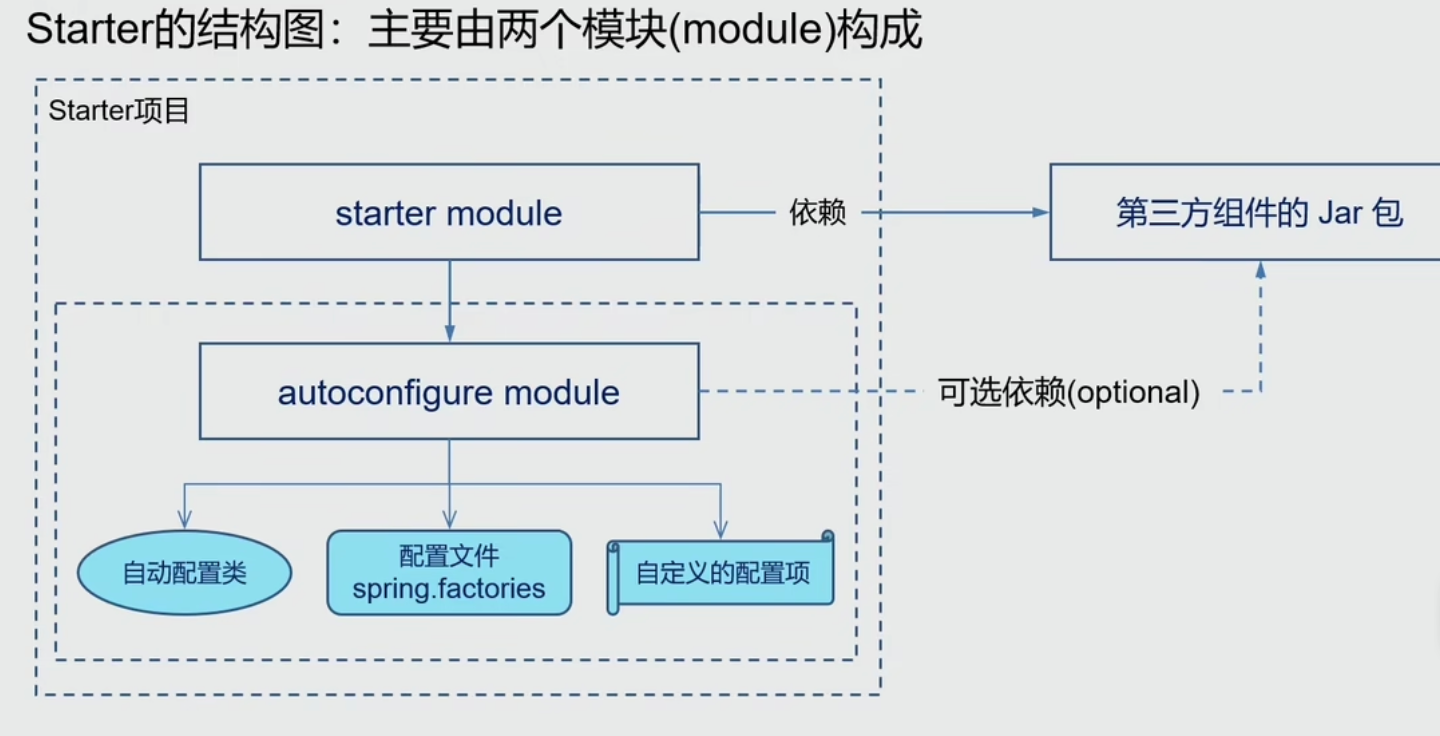 Starter的结构图：主要由两个模块(module)构成
Starter项目
starter module
依赖
第三方组件的 Jar 包
autoconfigure module
可选依赖(optional)
自动配置类
配置文件
spring.factories
自定义的配置项